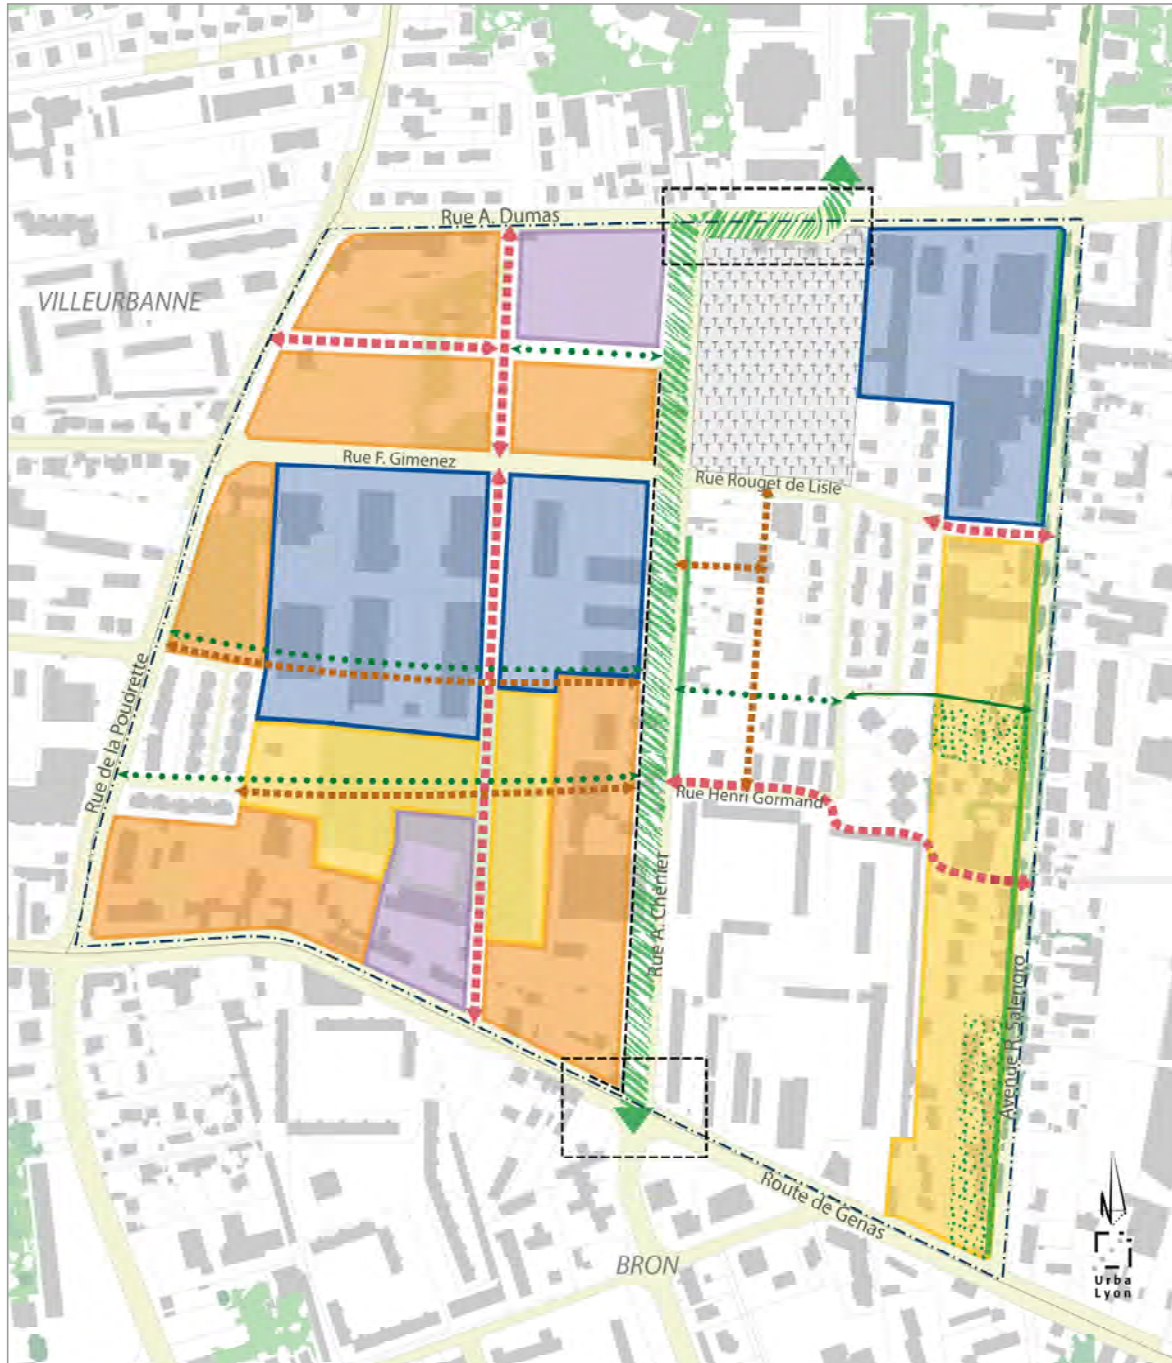 Rue A. Dumas
VILLEURBANNE
Rue F. Gimenez
Rue Rouget de Lisle
Rue de la Poudrette
Rue Henri Gormand
Rue A. Chénier
Avenue R. Salengro
Route de Genas
BRON
N
Urba
Lyon